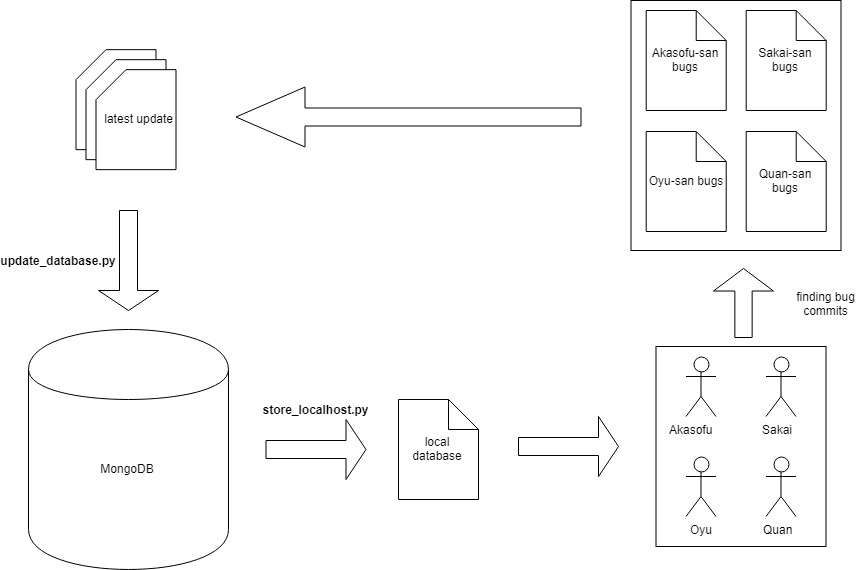 Akasofu-san
bugs
Sakai-san
bugs
latest update
Oyu-san bugs
Quan-san
bugs
update_database.py
finding bug
commits
store_localhost.py
Akasofu
Sakai
local
database
MongoDB
Oyu
Quan